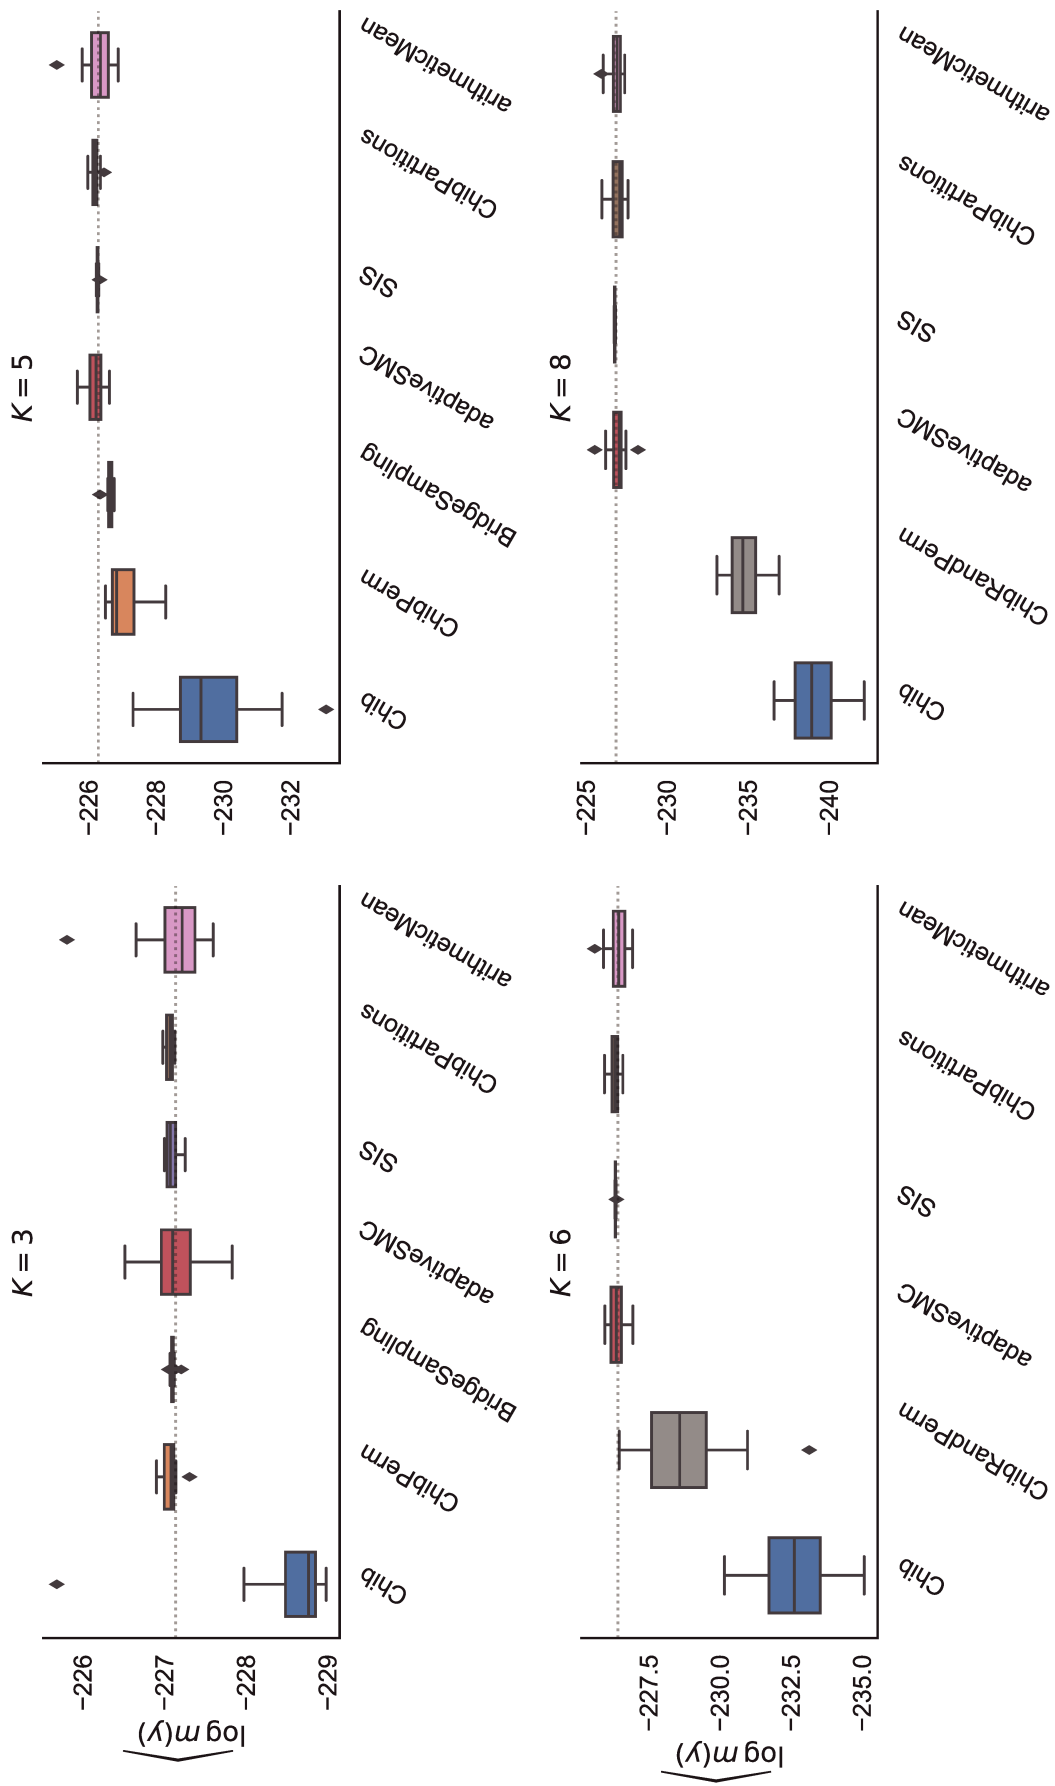 K = 3
−226
−227
−228
−229
log m(y)
Chib
ChibPerm
BridgeSampling
adaptiveSMC
SIS
ChibPartitions
arithmeticMean
K = 5
−226
−228
−230
−232
Chib
ChibPerm
BridgeSampling
adaptiveSMC
SIS
ChibPartitions
arithmeticMean
K = 6
−227.5
−230.0
−232.5
−235.0
log m(y)
Chib
ChibRandPerm
adaptiveSMC
SIS
ChibPartitions
arithmeticMean
K = 8
−225
−230
−235
−240
Chib
ChibRandPerm
adaptiveSMC
SIS
ChibPartitions
arithmeticMean